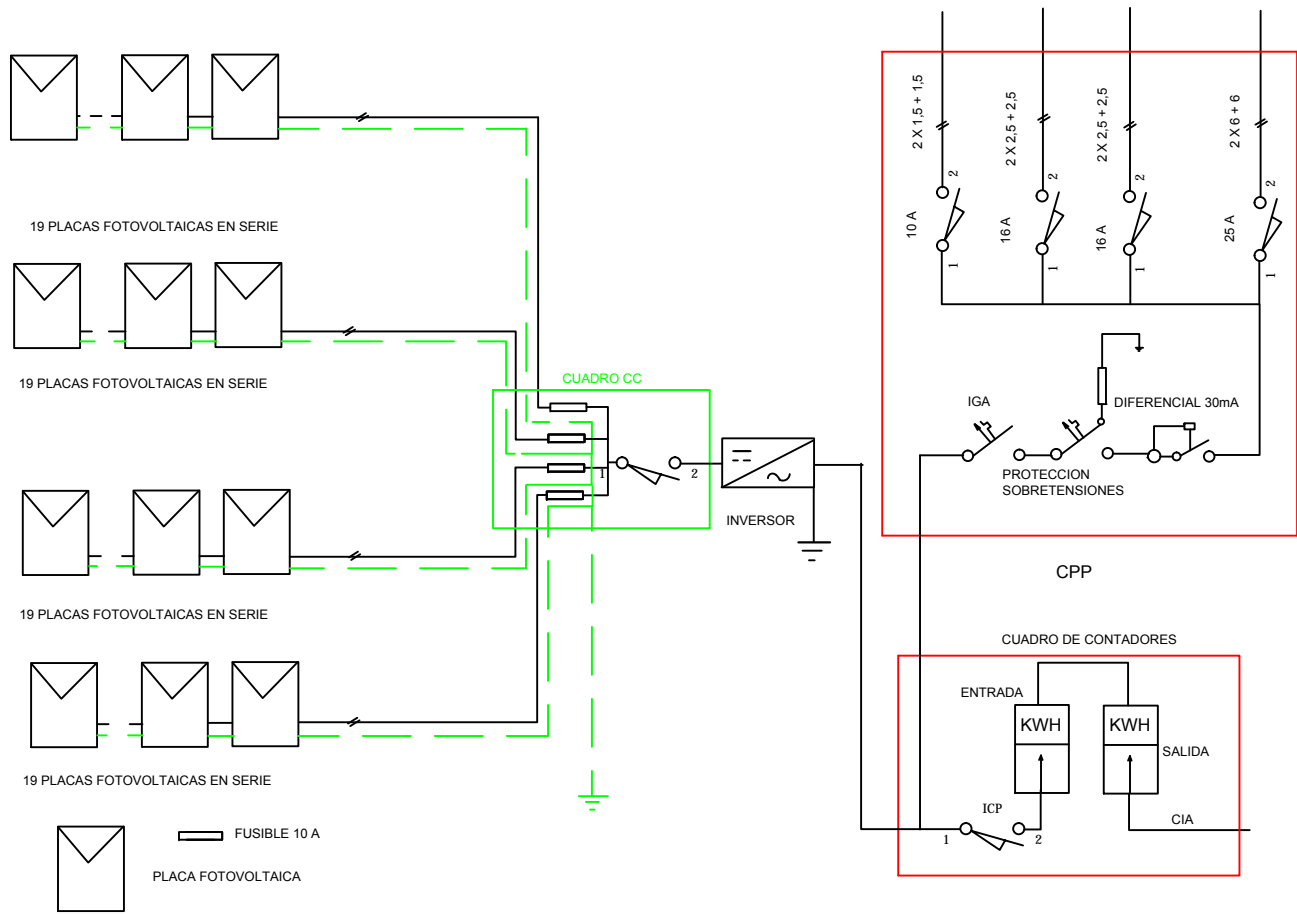 2 X 1,5 + 1,5
2 X 2,5 + 2,5
2 X 2,5 + 2,5
2 X 6 + 6
2
2
2
2
10 A
16 A
16 A
25 A
1
1
1
1
19 PLACAS FOTOVOLTAICAS EN SERIE
19 PLACAS FOTOVOLTAICAS EN SERIE
CUADRO CC
1
2
INVERSOR
IGA
DIFERENCIAL 30mA
PROTECCION
SOBRETENSIONES
CPP
19 PLACAS FOTOVOLTAICAS EN SERIE
CUADRO DE CONTADORES
ENTRADA
KWH
KWH
SALIDA
19 PLACAS FOTOVOLTAICAS EN SERIE
ICP
1
2
CIA
FUSIBLE 10 A
PLACA FOTOVOLTAICA